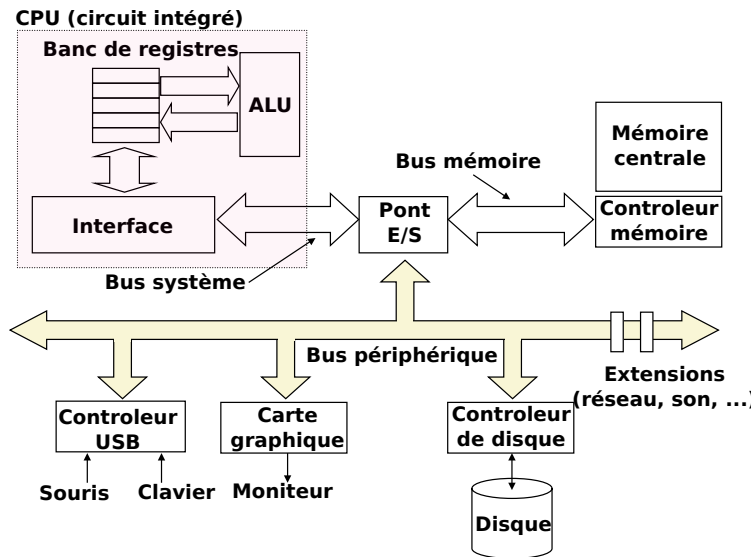 CPU (circuit intégré)
Banc de registres
ALU
Interface
Bus système
Bus mémoire
Pont
E/S
Mémoire
centrale
Controleur
mémoire
Bus périphérique
Extensions
(réseau, son, ...)
Controleur
USB
Carte
graphique
Controleur
de disque
Souris
Clavier
Moniteur
Disque